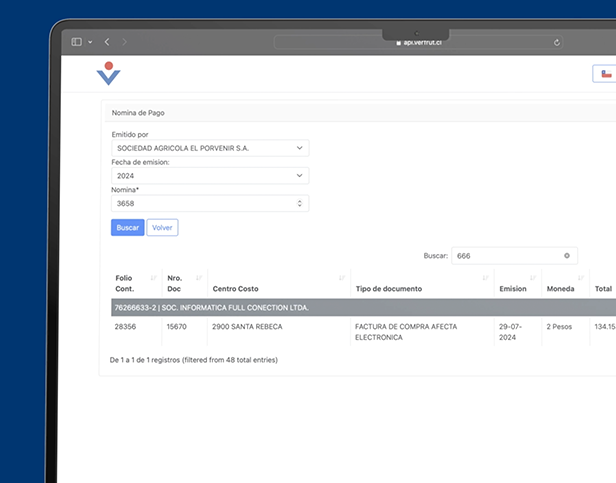 api.verfrut.cl
Nomina de Pago
Emitido por
SOCIEDAD AGRICOLA EL PORVENIR S.A.
Fecha de emision:
2024
Nomina*
3658
Buscar Volver
Buscar: 666
Folio Cont. Nro. Doc Centro Costo Tipo de documento Emision Moneda Total
76266633-2 | SOC. INFORMATICA FULL CONECTION LTDA.
28356 15670 2900 SANTA REBECA FACTURA DE COMPRA AFECTA 29-07- 2 Pesos 134.15
ELECTRONICA 2024
De 1 a 1 de 1 registros (filtered from 48 total entries)